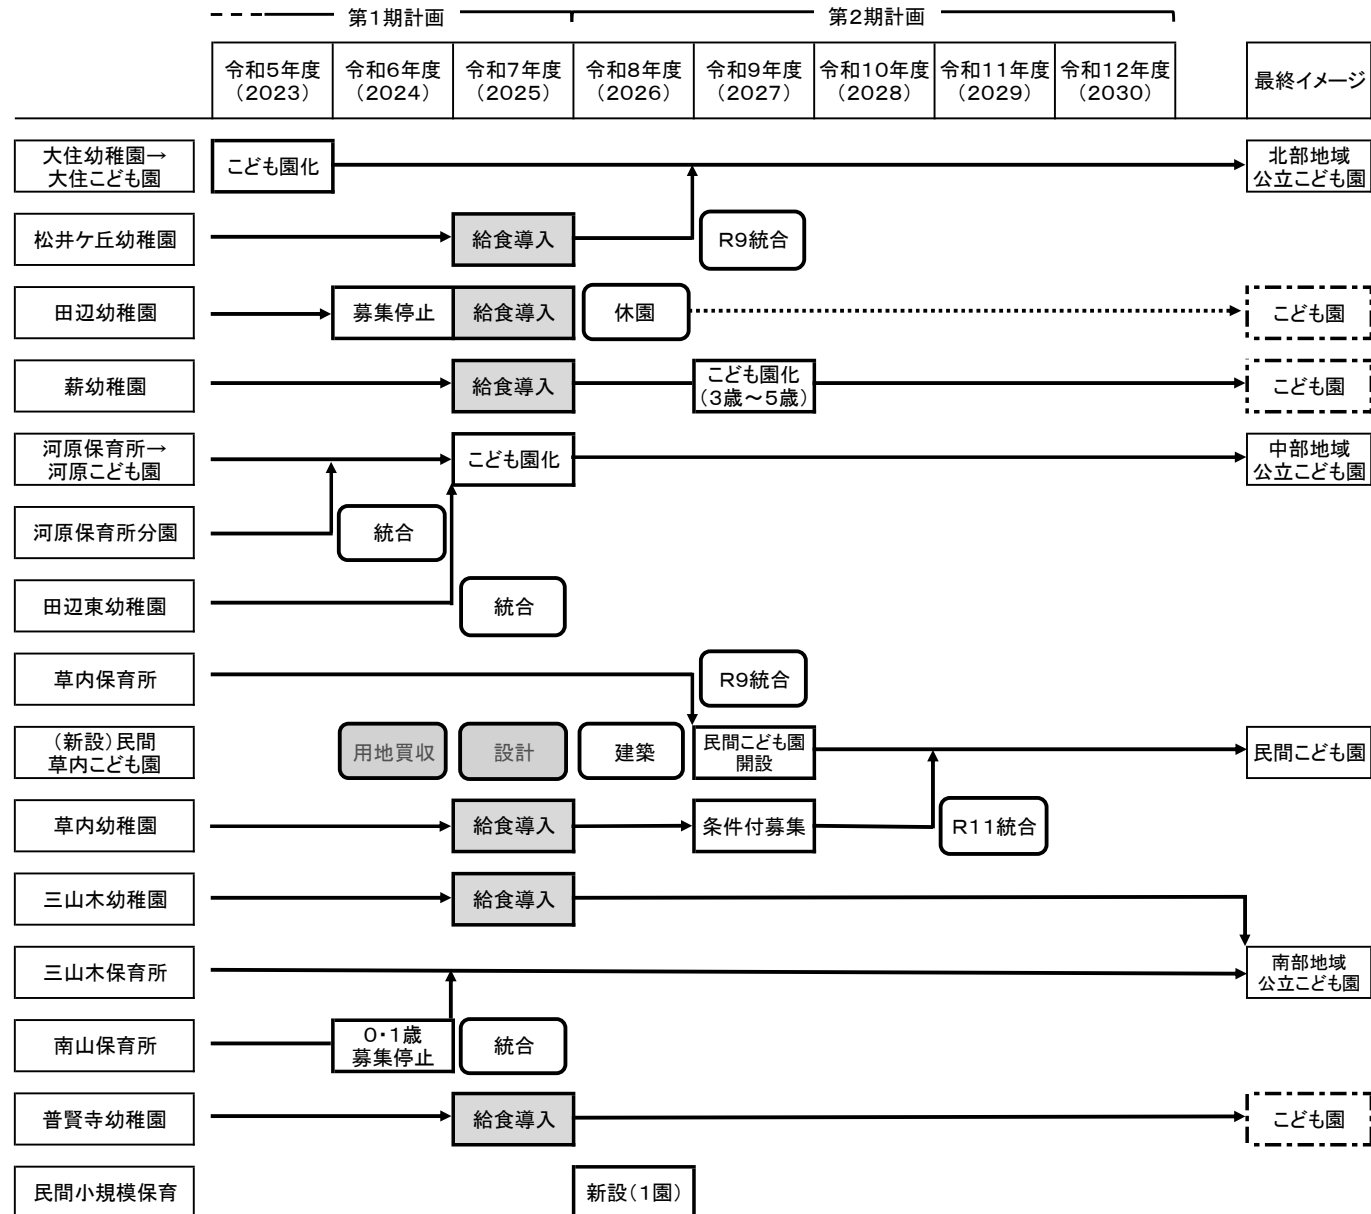 第1期計画
第2期計画
令和5年度
(2023)
令和6年度
(2024)
令和7年度
(2025)
令和8年度
(2026)
令和9年度
(2027)
令和10年度
(2028)
令和11年度
(2029)
令和12年度
(2030)
最終イメージ
大住幼稚園→
大住こども園
こども園化
北部地域
公立こども園
松井ケ丘幼稚園
給食導入
R9統合
田辺幼稚園
募集停止
給食導入
休園
こども園
薪幼稚園
給食導入
こども園化
(3歳～5歳)
こども園
河原保育所→
河原こども園
こども園化
中部地域
公立こども園
河原保育所分園
統合
田辺東幼稚園
統合
草内保育所
R9統合
(新設)民間
草内こども園
用地買収
設計
建築
民間こども園
開設
民間こども園
草内幼稚園
給食導入
条件付募集
R11統合
三山木幼稚園
給食導入
三山木保育所
南部地域
公立こども園
南山保育所
0・1歳
募集停止
統合
普賢寺幼稚園
給食導入
こども園
民間小規模保育
新設(1園)